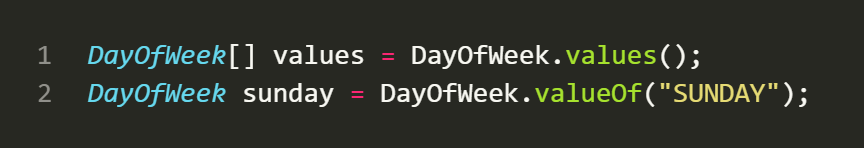 1 DayOfWeek[] values = DayOfWeek.values();
2 DayOfWeek sunday = DayOfWeek.valueOf("SUNDAY");